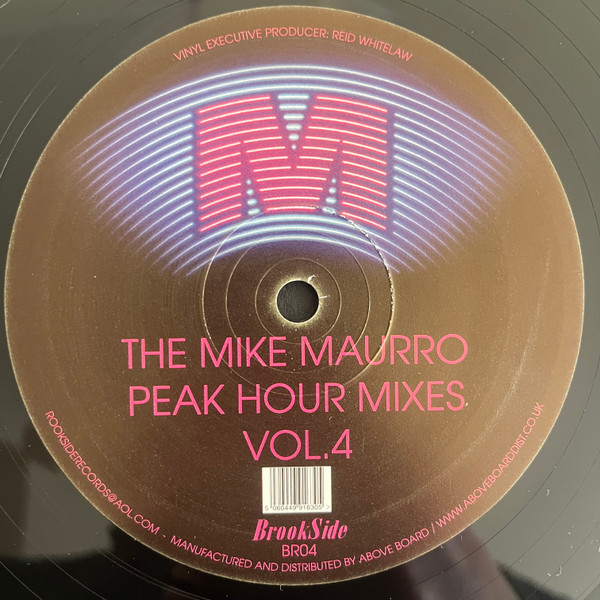 VINYL EXECUTIVE PRODUCER: REID WHITELAW
M
THE MIKE MAURRO
PEAK HOUR MIXES
VOL.4
5 060449 916305 >
BrookSide
BR04
ROOKSIDERECORDS@AOL.COM - MANUFACTURED AND DISTRIBUTED BY ABOVE BOARD / WWW.ABOVEBOARDDIST.CO.UK